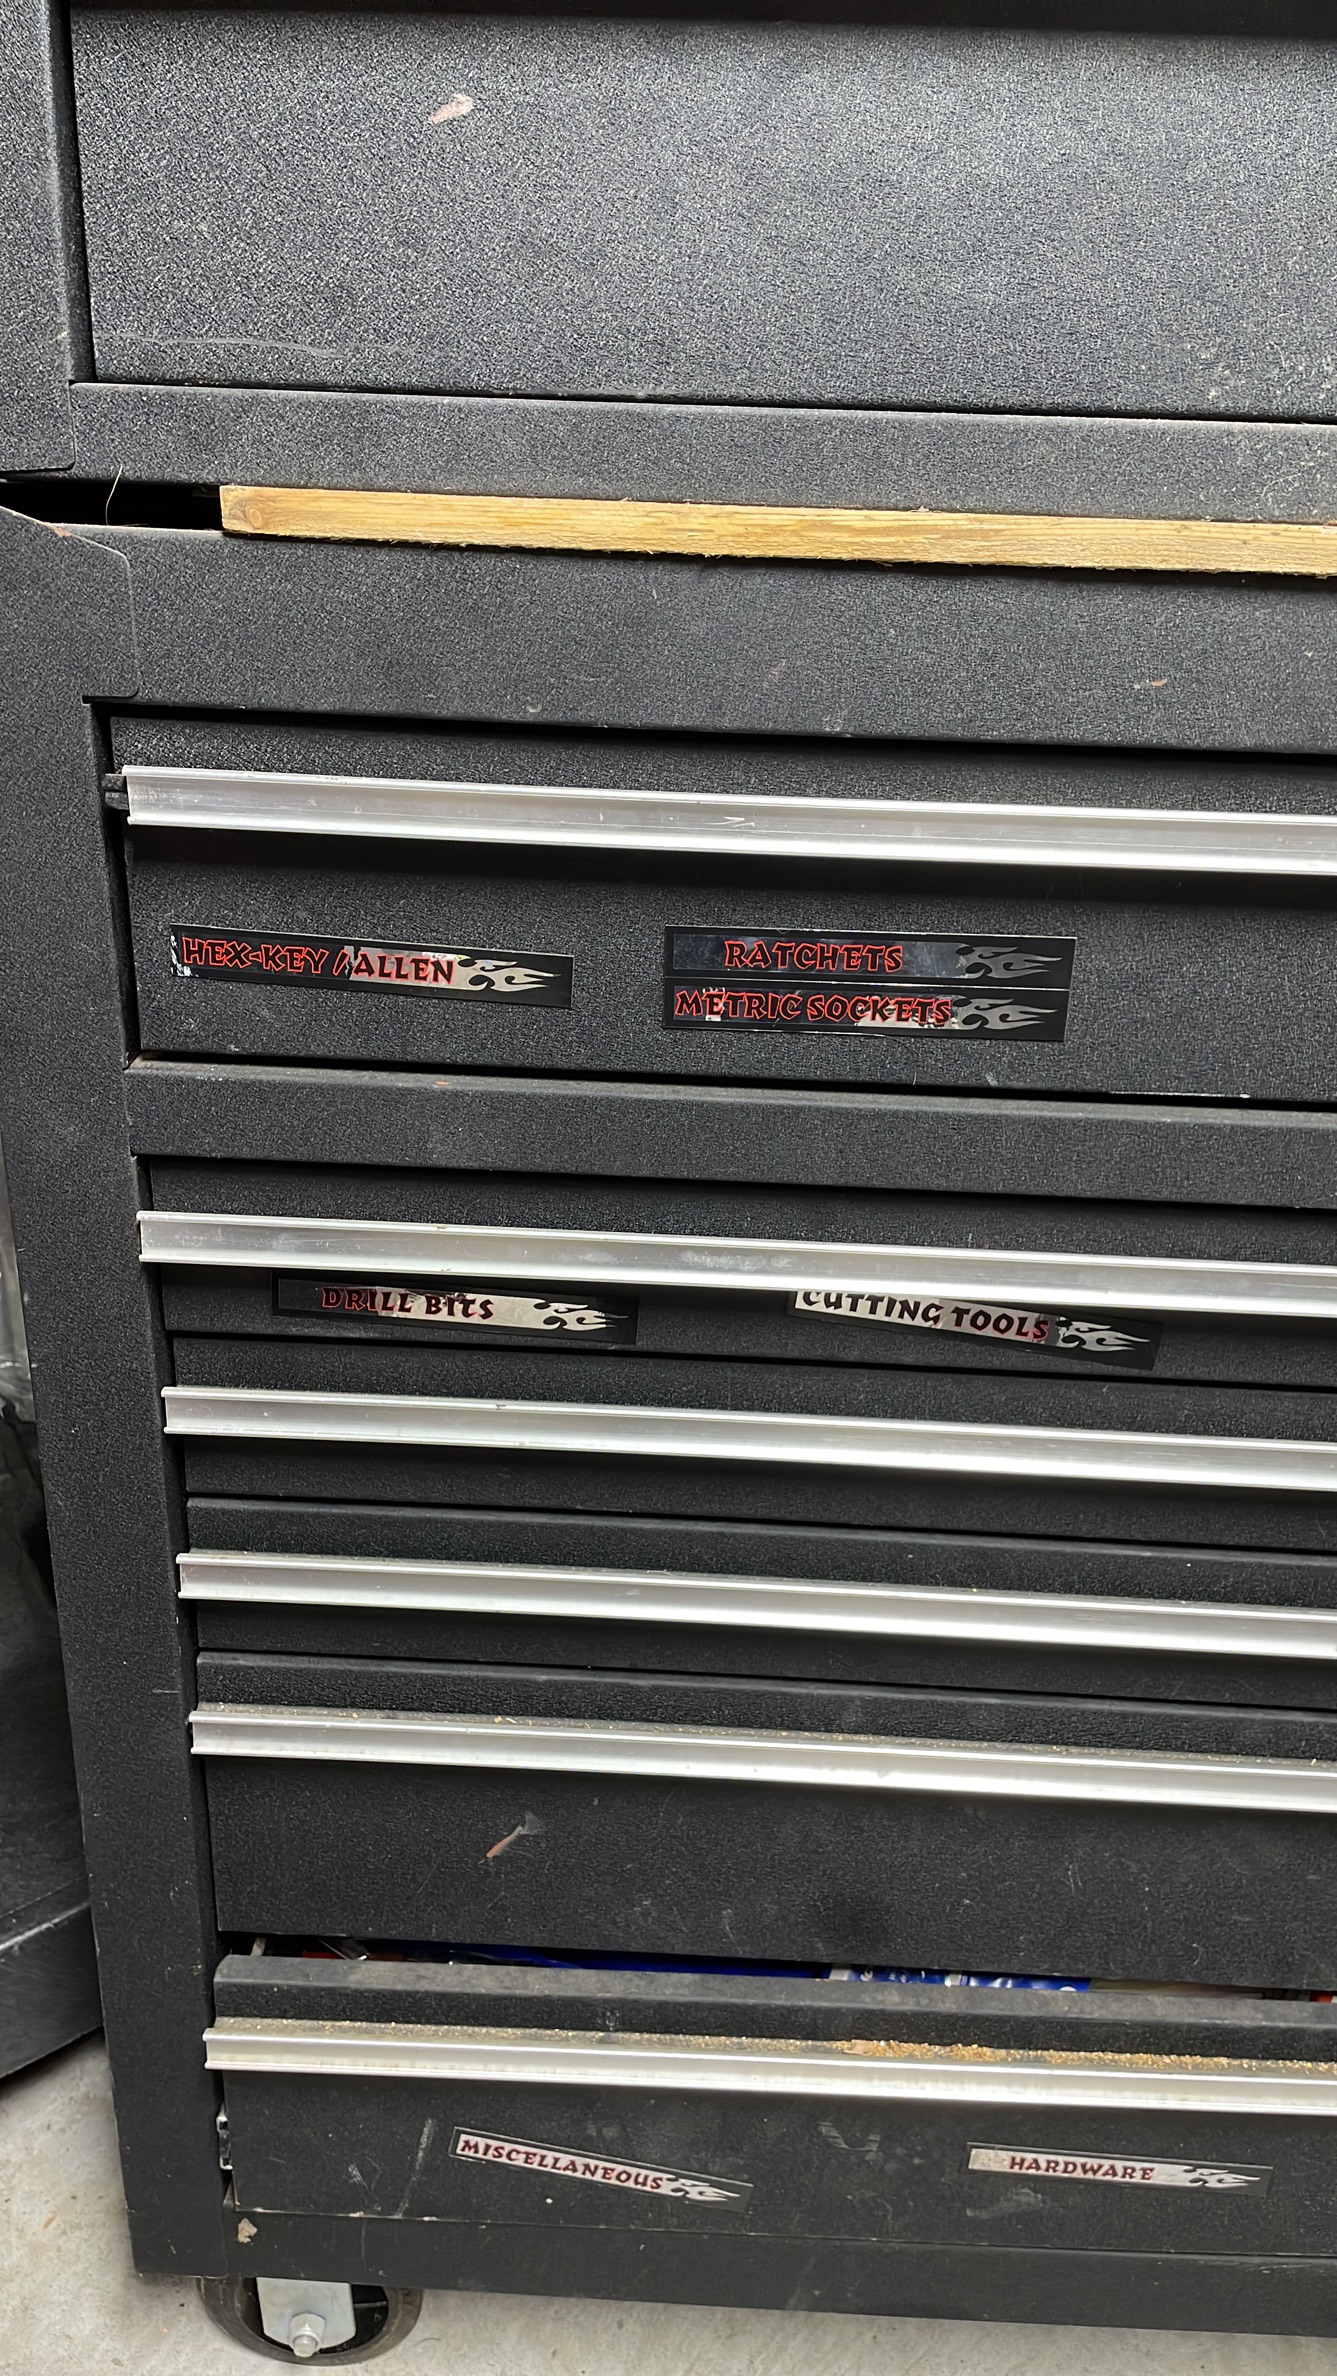 HEX-KEY / ALLEN
RATCHETS
METRIC SOCKETS
DRILL BITS
CUTTING TOOLS
MISCELLANEOUS
HARDWARE